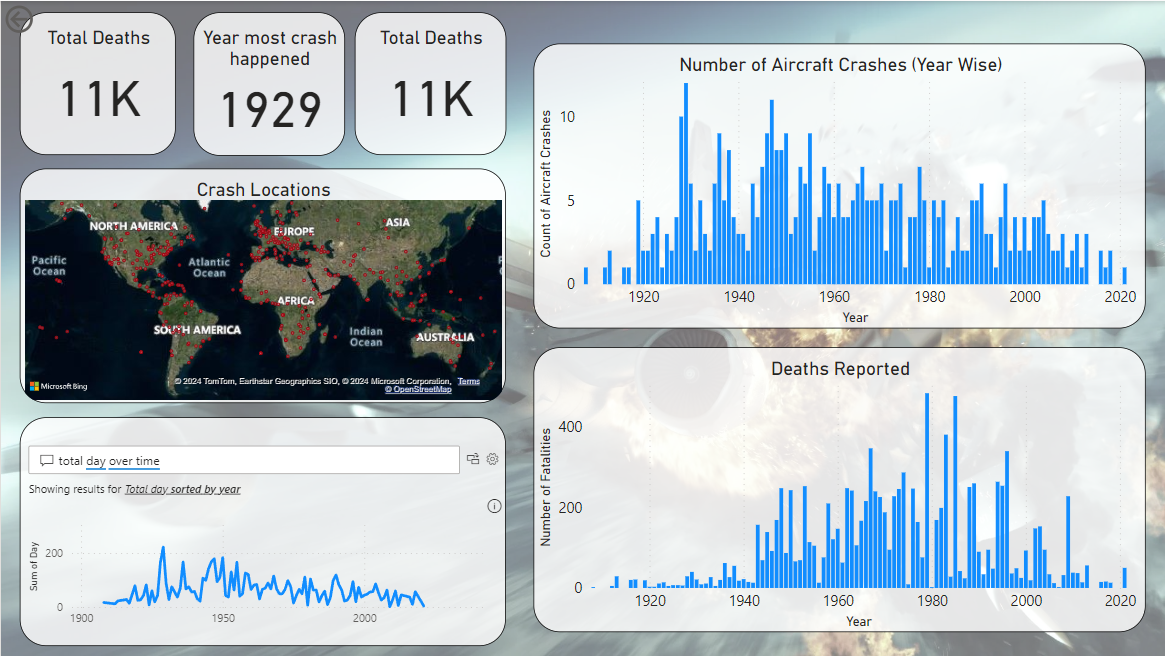 Total Deaths
11K
Year most crash
happened
1929
Total Deaths
11K
Crash Locations
NORTH AMERICA
EUROPE
ASIA
Pacific
Ocean
Atlantic
Ocean
AFRICA
SOUTH AMERICA
Indian
Ocean
AUSTRALIA
Microsoft Bing
© 2024 TomTom, Earthstar Geographics SIO, © 2024 Microsoft Corporation, Terms
© OpenStreetMap
total day over time
Showing results for Total day sorted by year
Sum of Day
200
0
1900
1950
2000
Number of Aircraft Crashes (Year Wise)
Count of Aircraft Crashes
10
5
0
1920
1940
1960
1980
2000
2020
Year
Deaths Reported
Number of Fatalities
400
200
0
1920
1940
1960
1980
2000
2020
Year